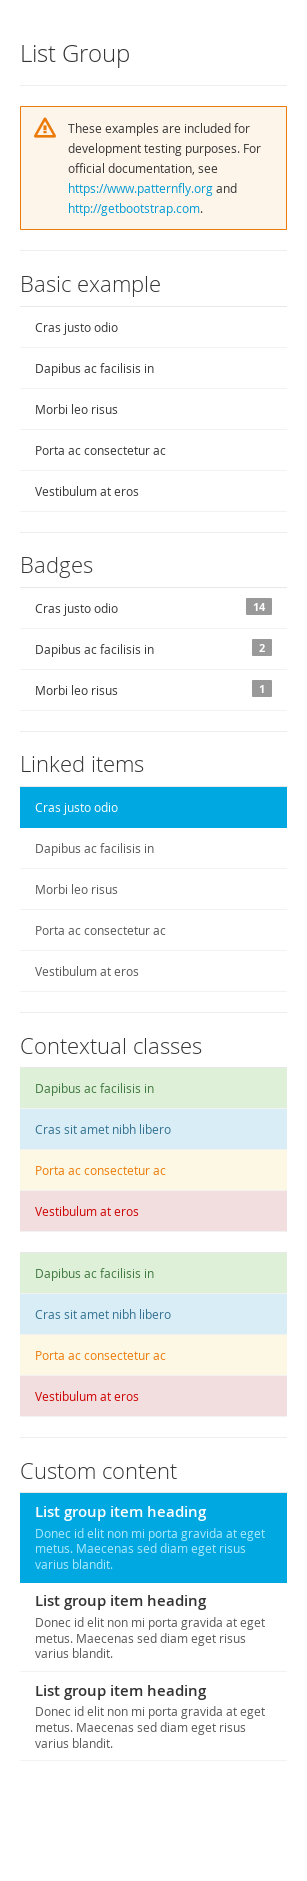 List Group
These examples are included for
development testing purposes. For
official documentation, see
https://www.patternfly.org and
http://getbootstrap.com.
Basic example
Cras justo odio
Dapibus ac facilisis in
Morbi leo risus
Porta ac consectetur ac
Vestibulum at eros
Badges
Cras justo odio 14
Dapibus ac facilisis in 2
Morbi leo risus 1
Linked items
Cras justo odio
Dapibus ac facilisis in
Morbi leo risus
Porta ac consectetur ac
Vestibulum at eros
Contextual classes
Dapibus ac facilisis in
Cras sit amet nibh libero
Porta ac consectetur ac
Vestibulum at eros
Dapibus ac facilisis in
Cras sit amet nibh libero
Porta ac consectetur ac
Vestibulum at eros
Custom content
List group item heading
Donec id elit non mi porta gravida at eget
metus. Maecenas sed diam eget risus
varius blandit.
List group item heading
Donec id elit non mi porta gravida at eget
metus. Maecenas sed diam eget risus
varius blandit.
List group item heading
Donec id elit non mi porta gravida at eget
metus. Maecenas sed diam eget risus
varius blandit.